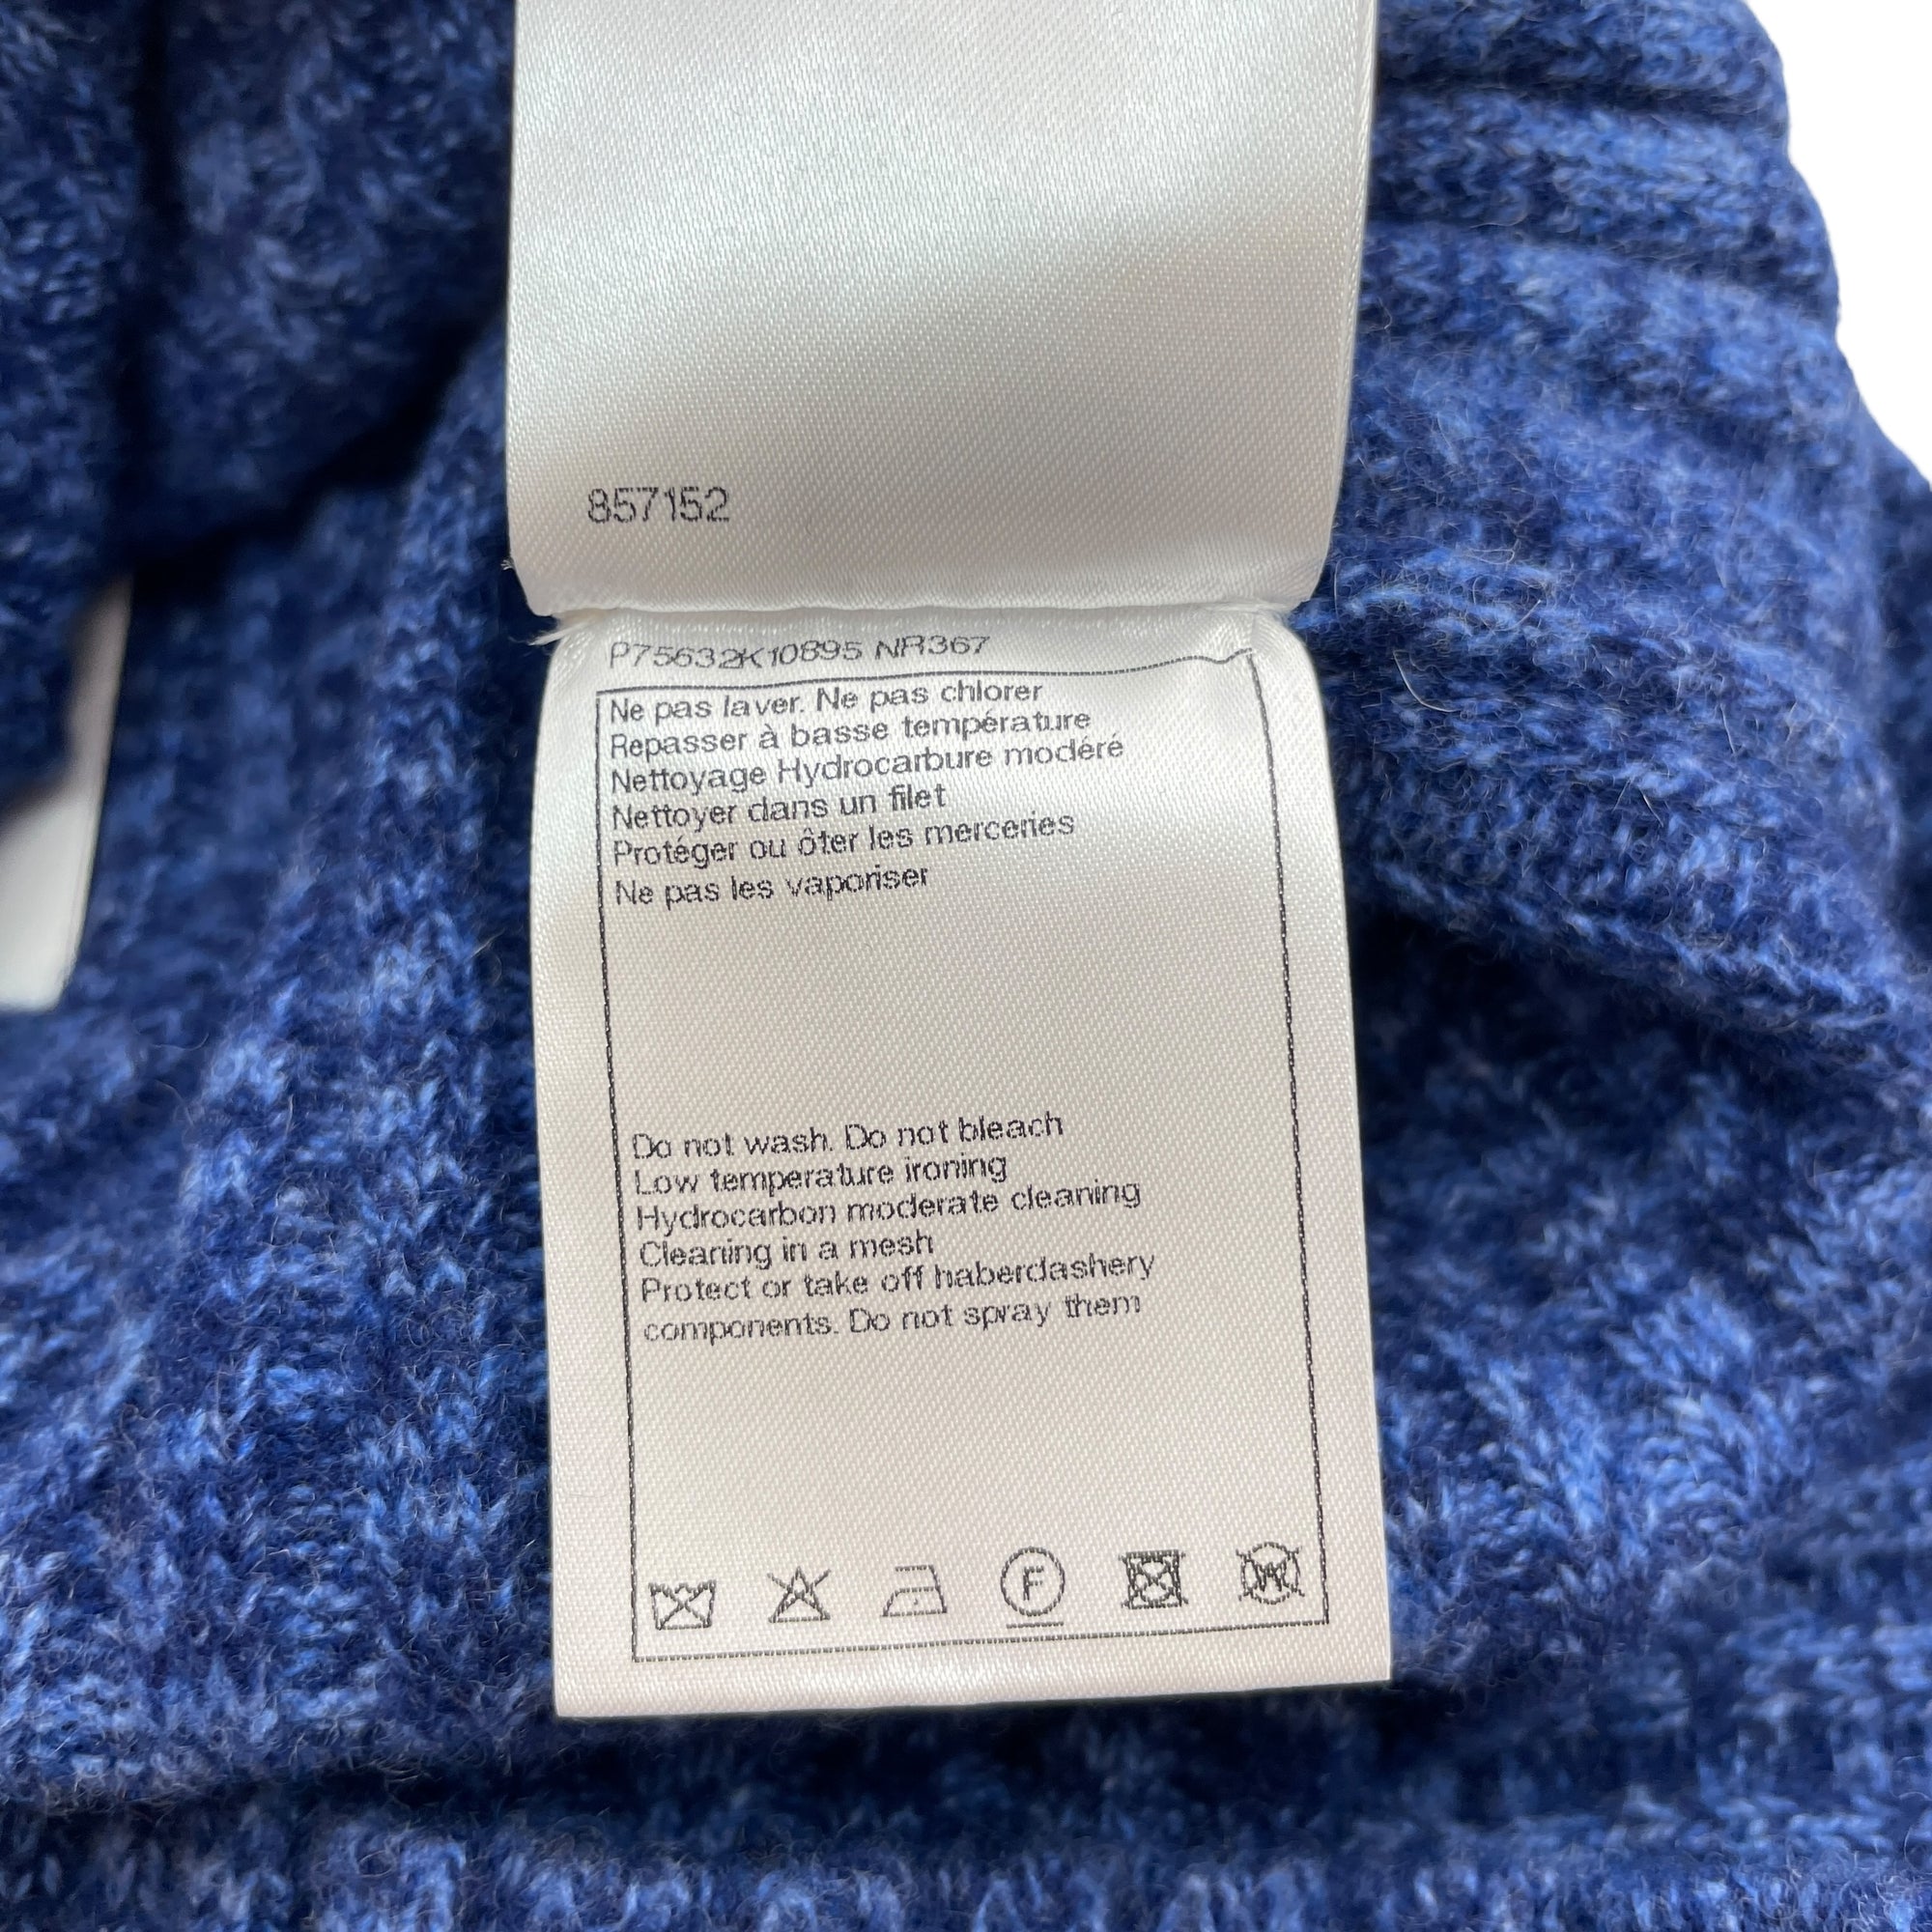 857152
P75632K10895 NR367
Ne pas laver. Ne pas chlorer
Repasser à basse température
Nettoyage Hydrocarbure modéré
Nettoyer dans un filet
Protéger ou ôter les merceries
Ne pas les vaporiser
Do not wash. Do not bleach
Low temperature ironing
Hydrocarbon moderate cleaning
Cleaning in a mesh
Protect or take off haberdashery
components. Do not spray them
F W